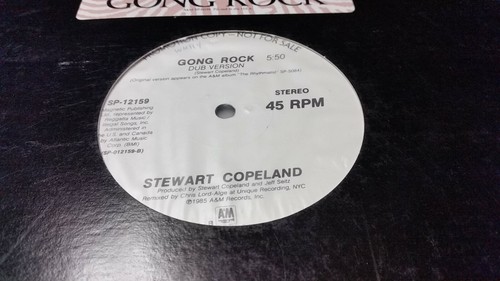 GONG ROCK
PROMOTION COPY - NOT FOR SALE
GONG ROCK 5:50
DUB VERSION
(Stewart Copeland)
(Original version appears on the A&M album "The Rhythmatist" SP-5084)
SP-12159
Magnetic Publishing
Ltd. Represented by
Reggatta Music /
Illegal Songs, Inc.
Administered in
the U.S. and Canada
by Atlantic Music
Corp. (BMI)
(SP-012159-B)
STEREO
45 RPM
STEWART COPELAND
Produced by Stewart Copeland and Jeff Seitz
Remixed by Chris Lord-Alge at Unique Recording, NYC
℗1985 A&M Records, Inc.
A&M